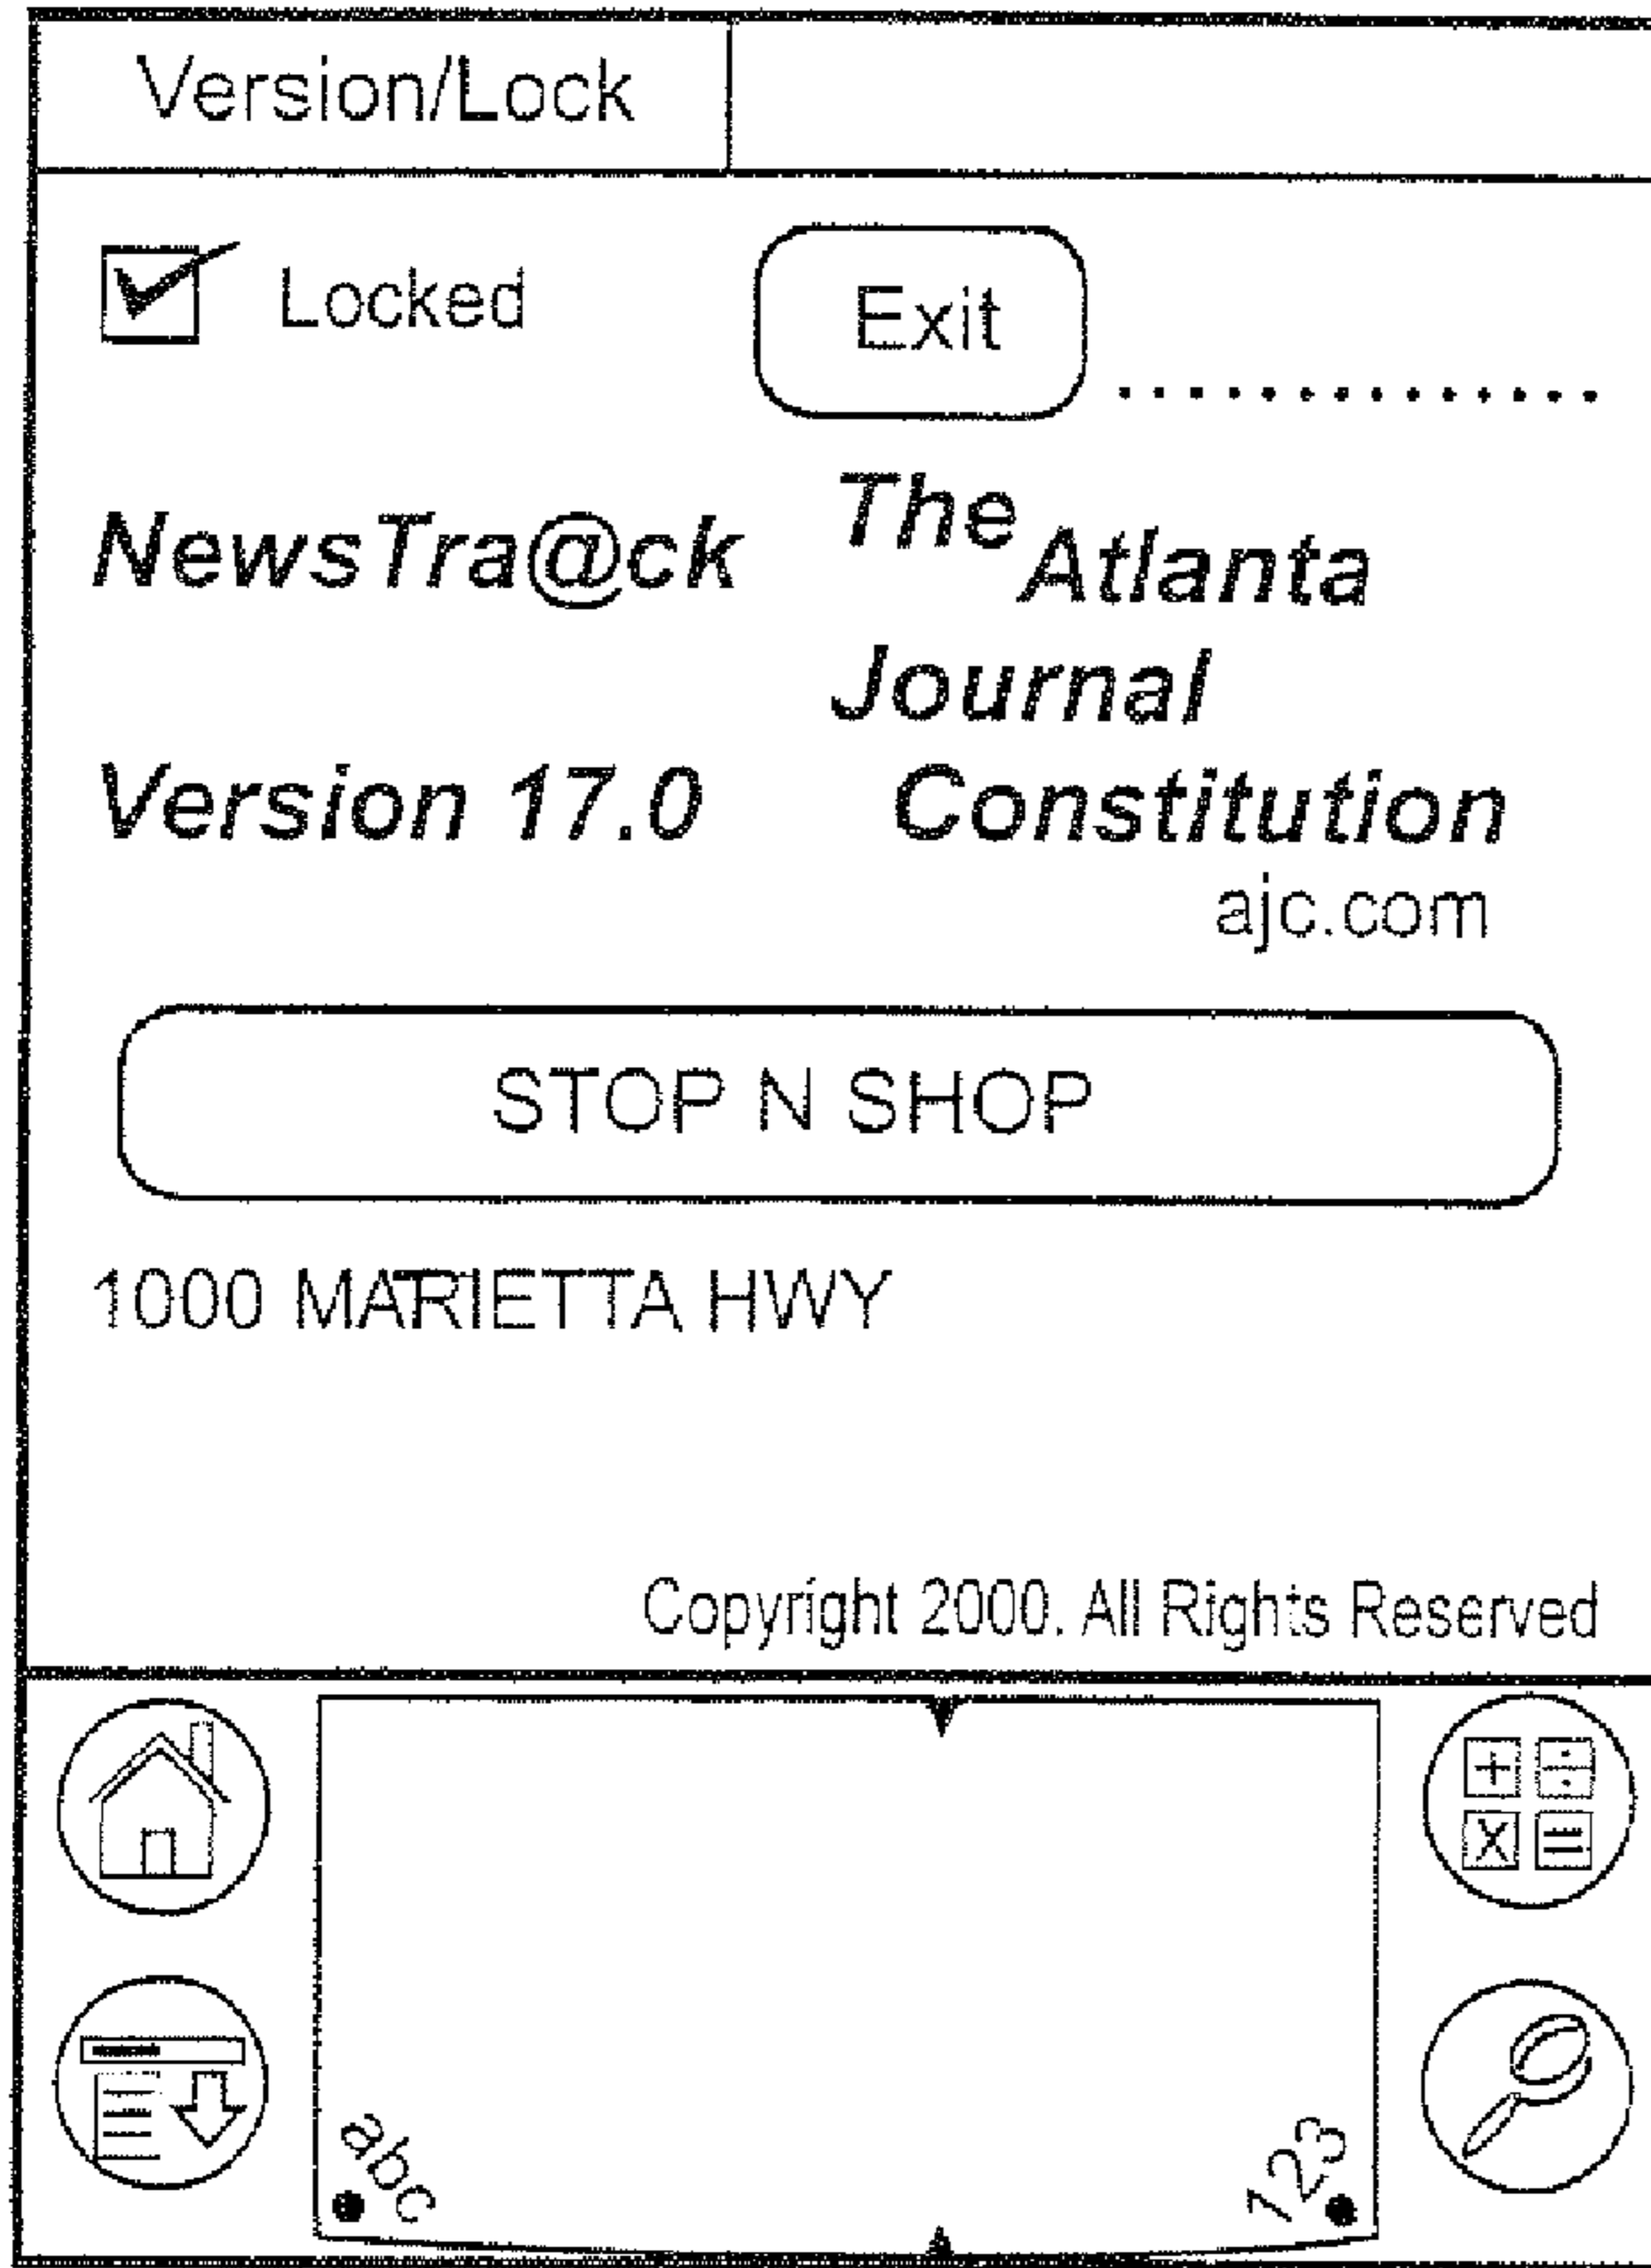 Version/Lock
Locked
Exit
..............
NewsTra@ck
The
Atlanta
Journal
Version 17.0
Constitution
ajc.com
STOP N SHOP
1000 MARIETTA HWY
Copyright 2000. All Rights Reserved
+ ÷
X =
abc
123